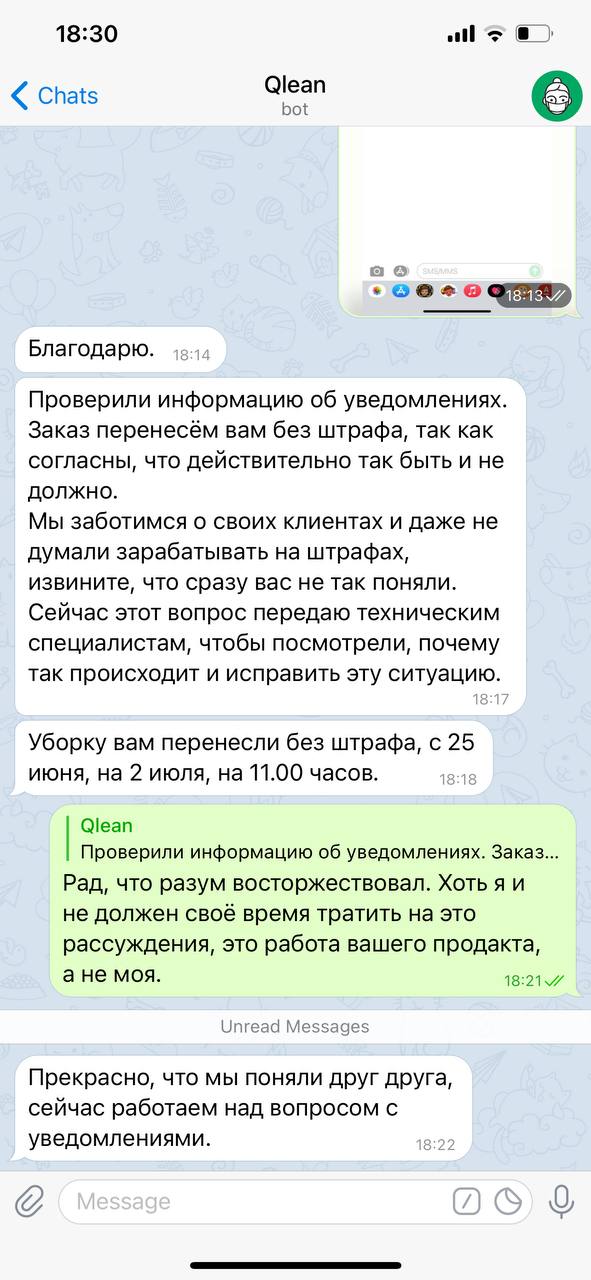 18:30
Chats
Qlean
bot
SMS/MMS
18:13
Благодарю. 18:14
Проверили информацию об уведомлениях.
Заказ перенесём вам без штрафа, так как
согласны, что действительно так быть и не
должно.
Мы заботимся о своих клиентах и даже не
думали зарабатывать на штрафах,
извините, что сразу вас не так поняли.
Сейчас этот вопрос передаю техническим
специалистам, чтобы посмотрели, почему
так происходит и исправить эту ситуацию.
18:17
Уборку вам перенесли без штрафа, с 25
июня, на 2 июля, на 11.00 часов. 18:18
Qlean
Проверили информацию об уведомлениях. Заказ...
Рад, что разум восторжествовал. Хоть я и
не должен своё время тратить на это
рассуждения, это работа вашего продакта,
а не моя. 18:21
Unread Messages
Прекрасно, что мы поняли друг друга,
сейчас работаем над вопросом с
уведомлениями. 18:22
Message